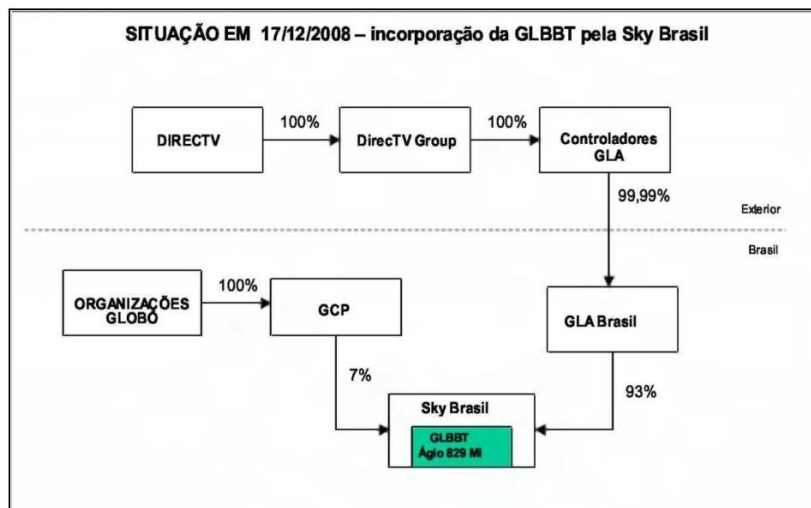 SITUAÇÃO EM 17/12/2008 – incorporação da GLBBT pela Sky Brasil
DIRECTV
100%
DirecTV Group
100%
Controladores
GLA
99,99%
Exterior
Brasil
ORGANIZAÇÕES
GLOBO
100%
GCP
GLA Brasil
7%
93%
Sky Brasil
GLBBT
Ágio 829 Mi